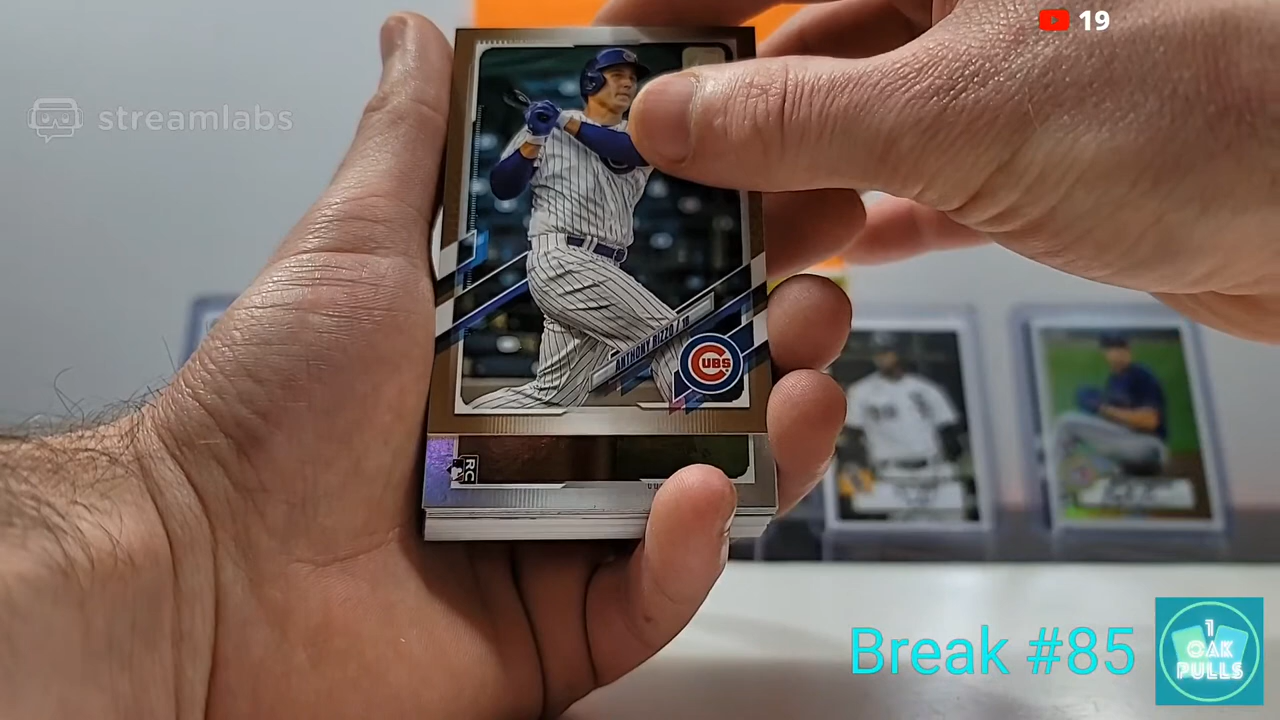 19
streamlabs
ANTHONY RIZZO / 1B
CUBS
RC
Break #85
1
OAK
PULLS